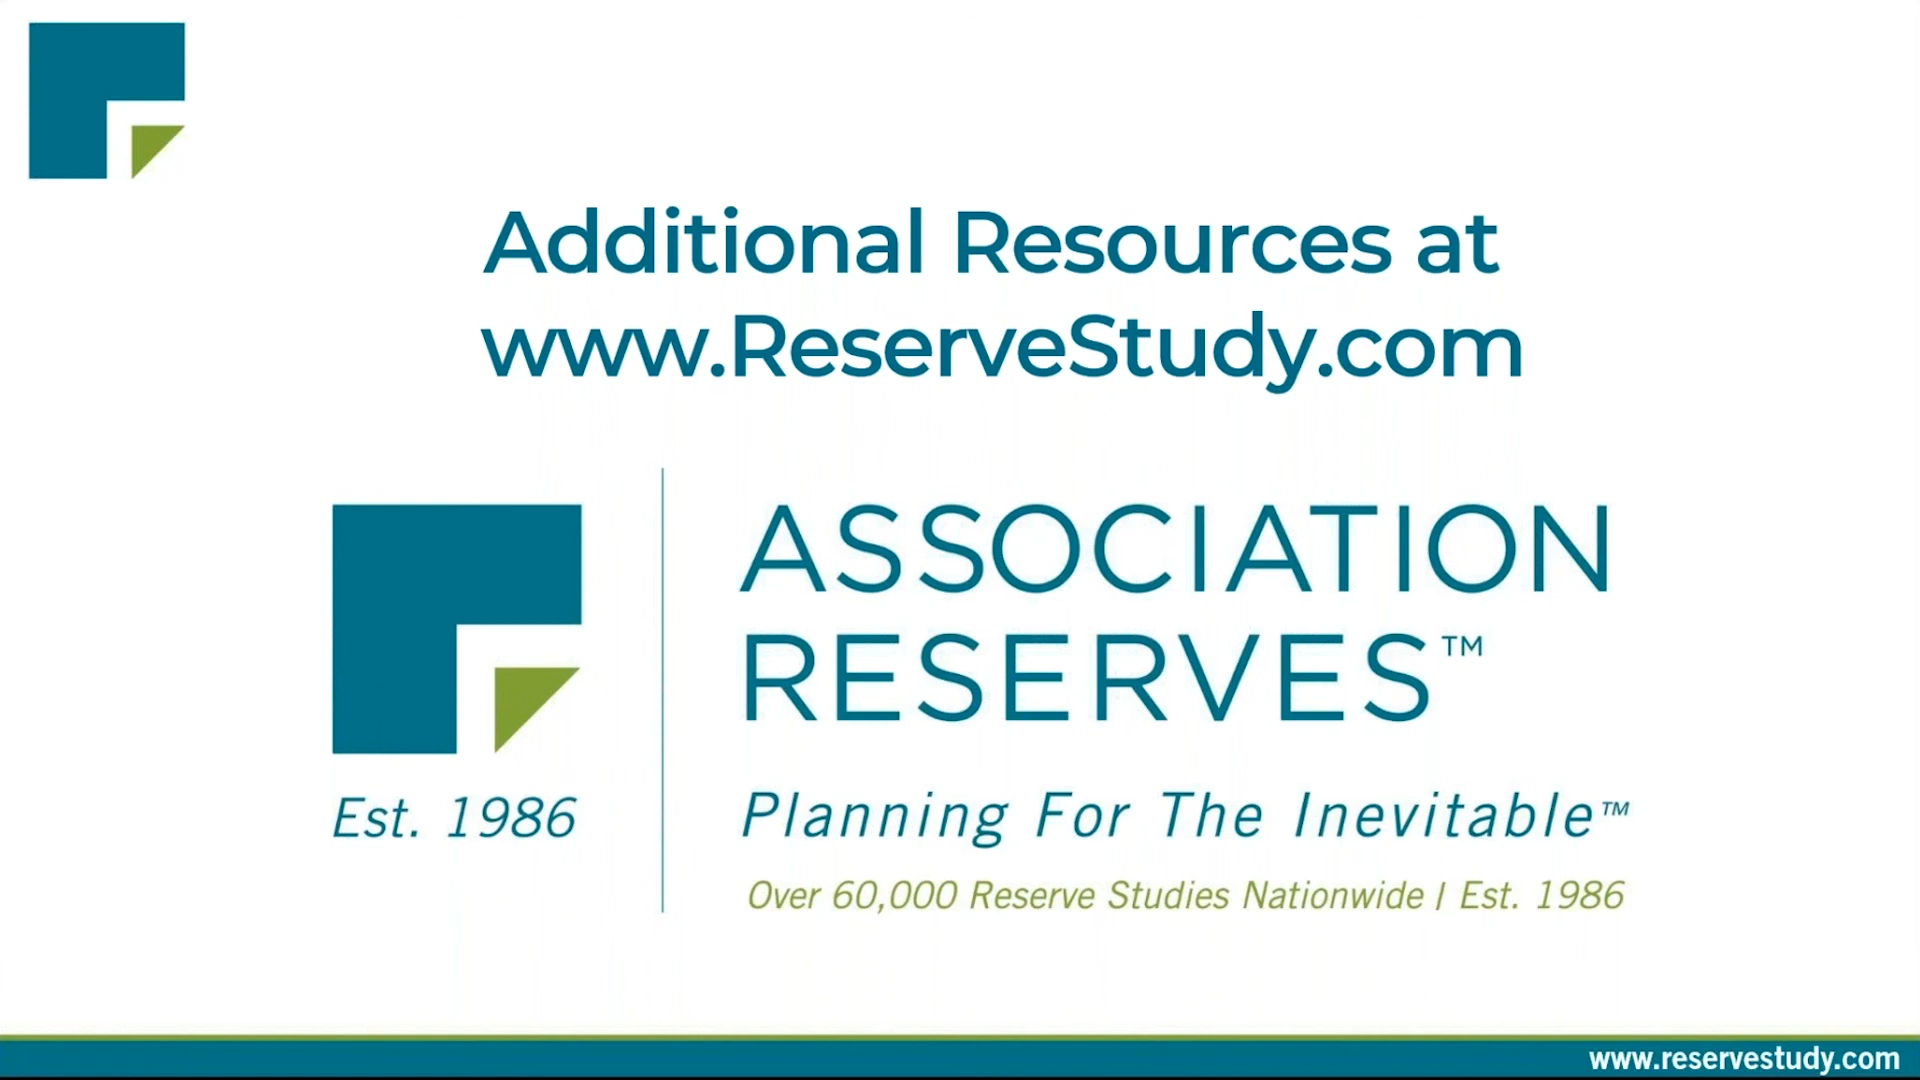 Additional Resources at
www.ReserveStudy.com
ASSOCIATION
RESERVES™
Est. 1986
Planning For The Inevitable™
Over 60,000 Reserve Studies Nationwide | Est. 1986
www.reservestudy.com